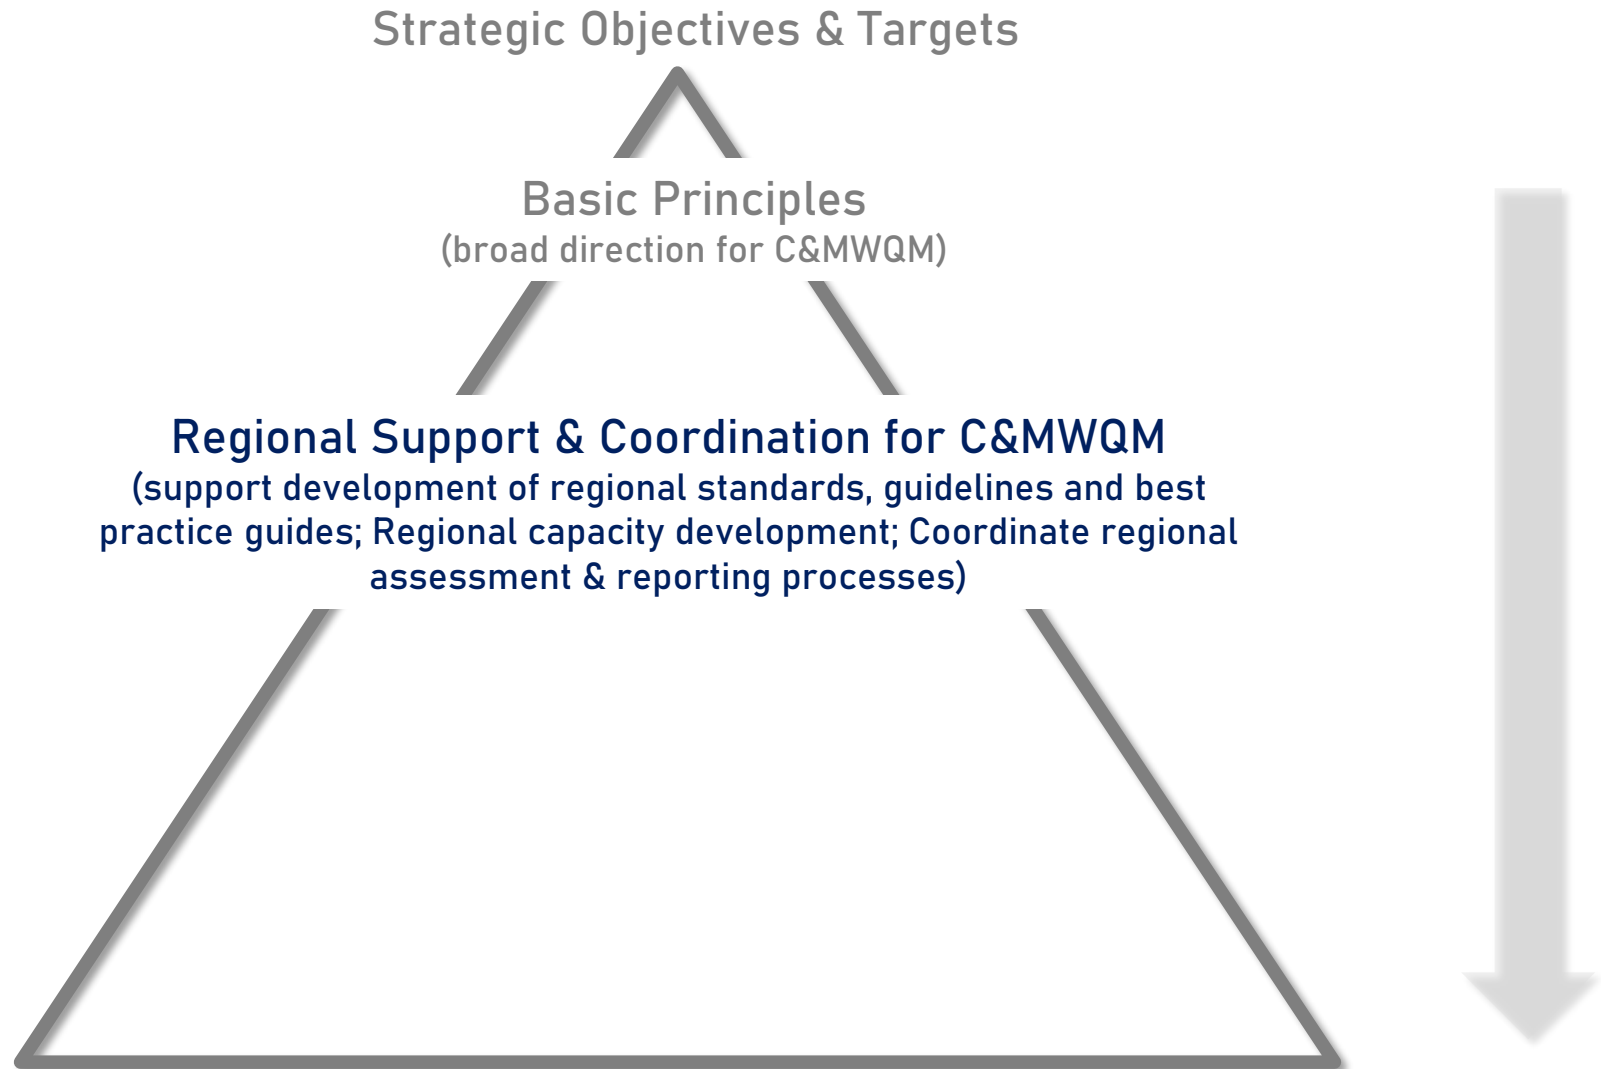 Strategic Objectives & Targets
Basic Principles
(broad direction for C&MWQM)
Regional Support & Coordination for C&MWQM
(support development of regional standards, guidelines and best
practice guides; Regional capacity development; Coordinate regional
assessment & reporting processes)